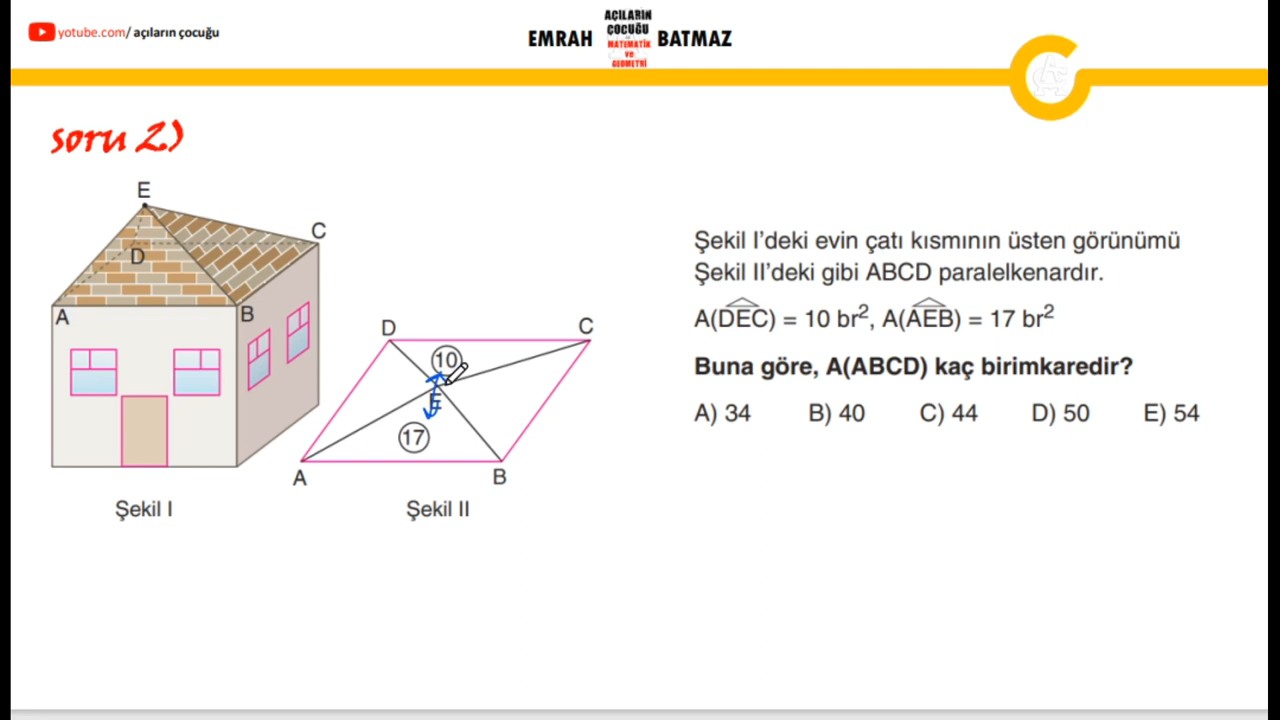 yotube.com/ açıların çocuğu
EMRAH
AÇILARIN
ÇOCUĞU
MATEMATİK
ve
GEOMETRİ
BATMAZ
soru 2)
E
C
D
A
B
Şekil I
D
C
10
E
17
A
B
Şekil II
Şekil I’deki evin çatı kısmının üsten görünümü
Şekil II’deki gibi ABCD paralelkenardır.
A(DEC) = 10 br², A(AEB) = 17 br²
Buna göre, A(ABCD) kaç birimkaredir?
A) 34 B) 40 C) 44 D) 50 E) 54